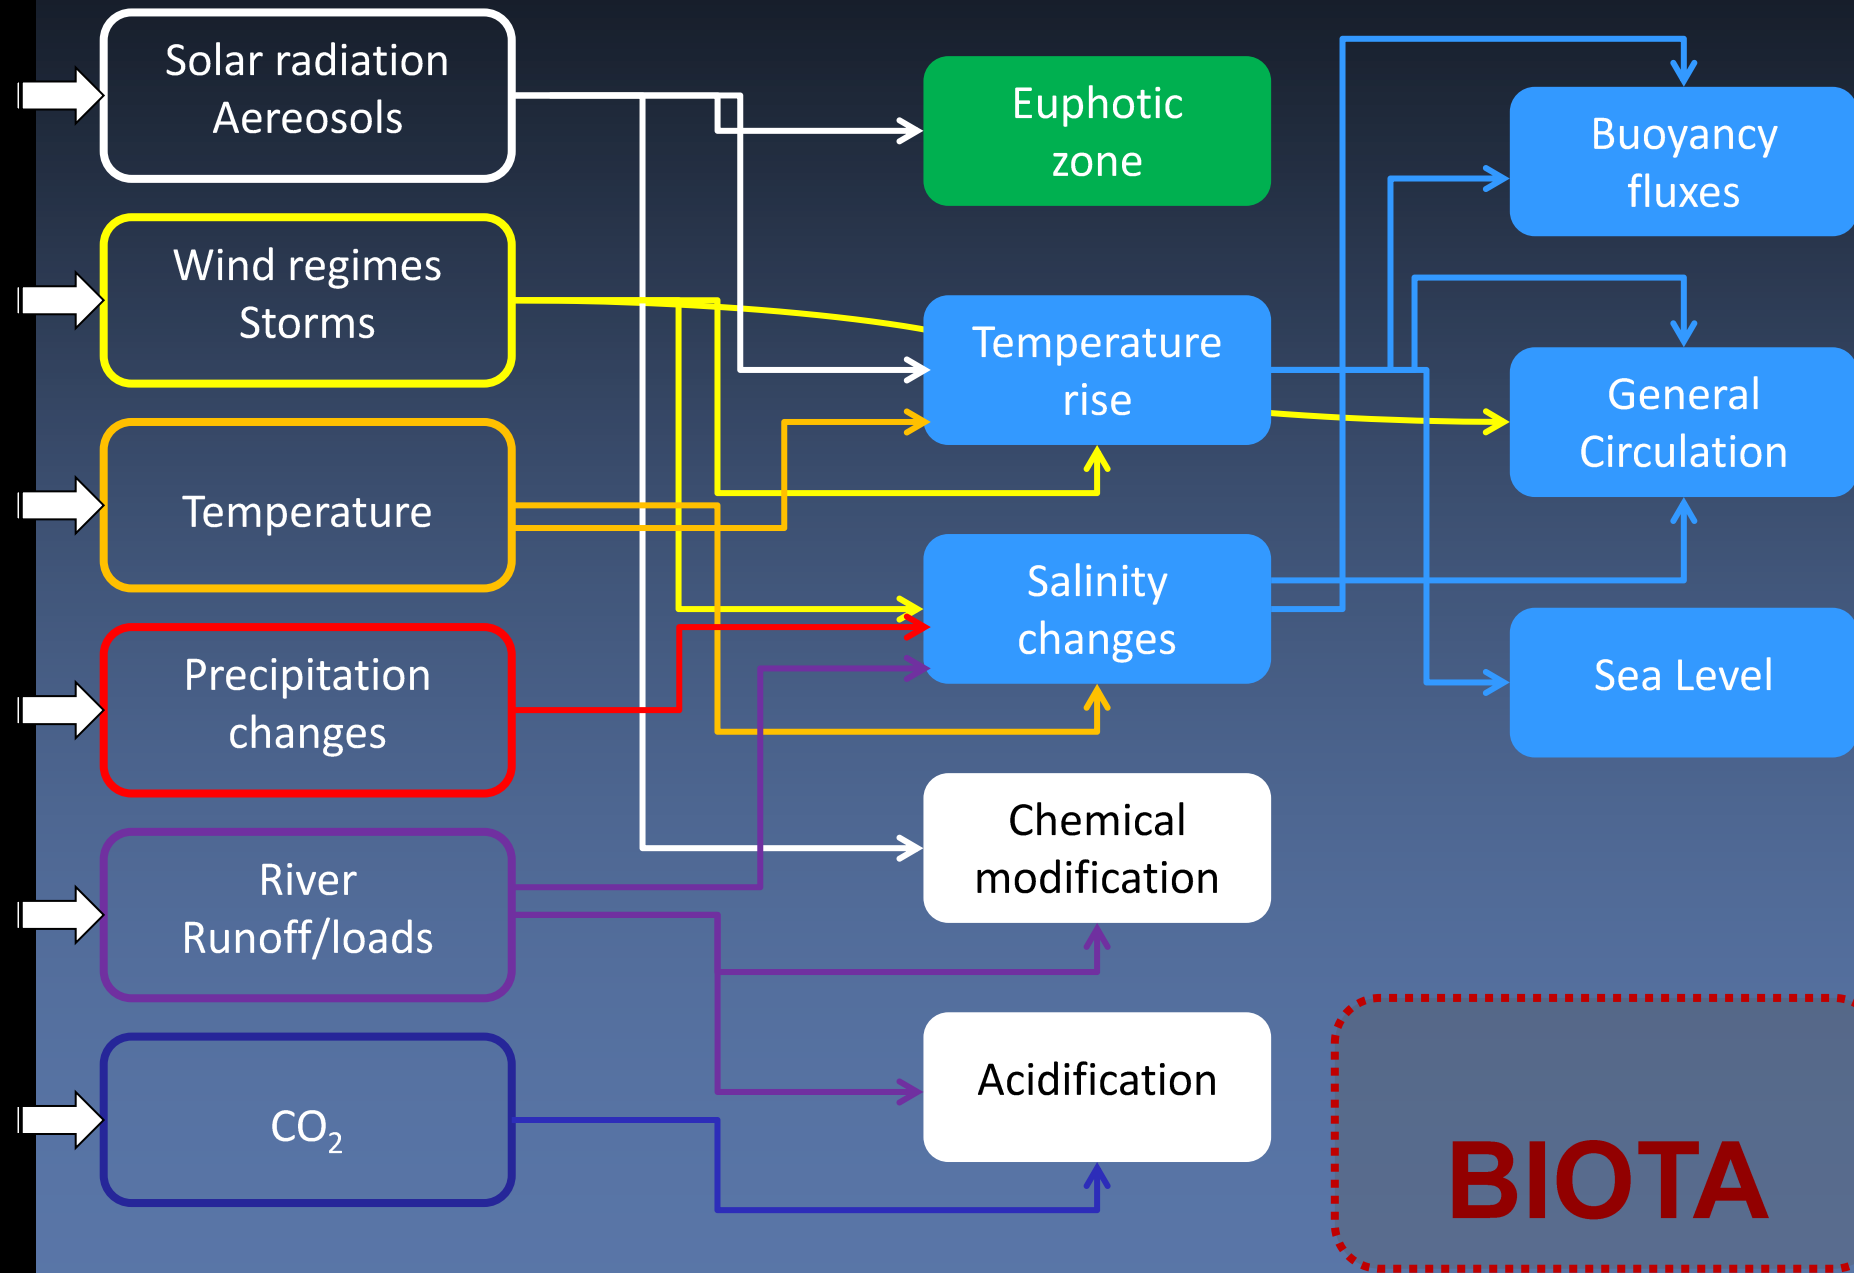 Solar radiation
Aereosols
Wind regimes
Storms
Temperature
Precipitation
changes
River
Runoff/loads
CO₂
Euphotic
zone
Temperature
rise
Salinity
changes
Chemical
modification
Acidification
Buoyancy
fluxes
General
Circulation
Sea Level
BIOTA